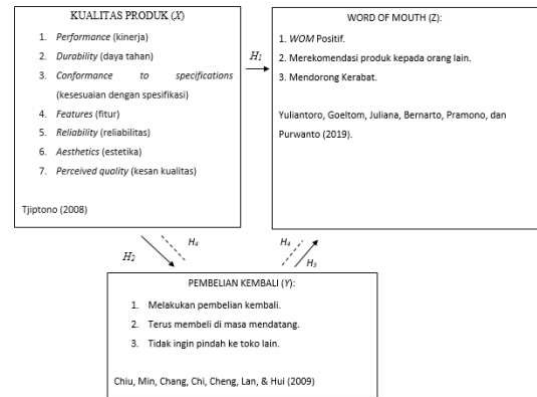 KUALITAS PRODUK (X)
1. Performance (kinerja)
2. Durability (daya tahan)
3. Conformance to specifications
(kesesuaian dengan spesifikasi)
4. Features (fitur)
5. Reliability (reliabilitas)
6. Aesthetics (estetika)
7. Perceived quality (kesan kualitas)
Tjiptono (2008)
H1
WORD OF MOUTH (Z):
1. WOM Positif.
2. Merekomendasi produk kepada orang lain.
3. Mendorong Kerabat.
Yuliantoro, Goeltom, Juliana, Bernarto, Pramono, dan
Purwanto (2019).
H2
H4
H4
H3
PEMBELIAN KEMBALI (Y):
1. Melakukan pembelian kembali.
2. Terus membeli di masa mendatang.
3. Tidak ingin pindah ke toko lain.
Chiu, Min, Chang, Chi, Cheng, Lan, & Hui (2009)